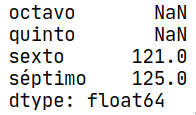 octavo NaN
quinto NaN
sexto 121.0
séptimo 125.0
dtype: float64